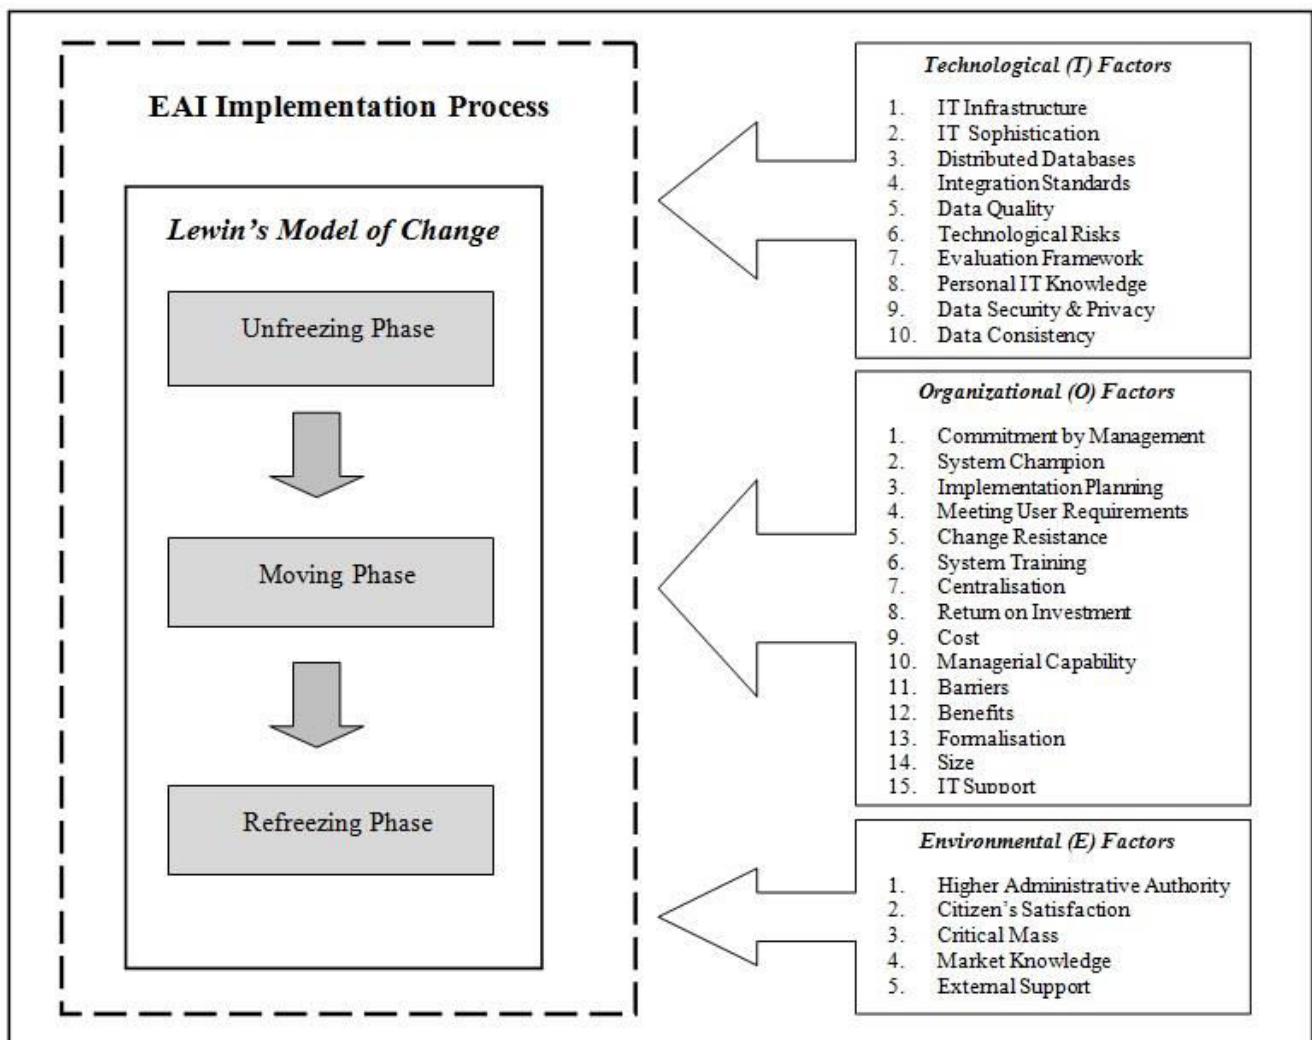 EAI Implementation Process
Lewin's Model of Change
Unfreezing Phase
Moving Phase
Refreezing Phase
Technological (T) Factors
1. IT Infrastructure
2. IT Sophistication
3. Distributed Databases
4. Integration Standards
5. Data Quality
6. Technological Risks
7. Evaluation Framework
8. Personal IT Knowledge
9. Data Security & Privacy
10. Data Consistency
Organizational (O) Factors
1. Commitment by Management
2. System Champion
3. Implementation Planning
4. Meeting User Requirements
5. Change Resistance
6. System Training
7. Centralisation
8. Return on Investment
9. Cost
10. Managerial Capability
11. Barriers
12. Benefits
13. Formalisation
14. Size
15. IT Support
Environmental (E) Factors
1. Higher Administrative Authority
2. Citizen's Satisfaction
3. Critical Mass
4. Market Knowledge
5. External Support